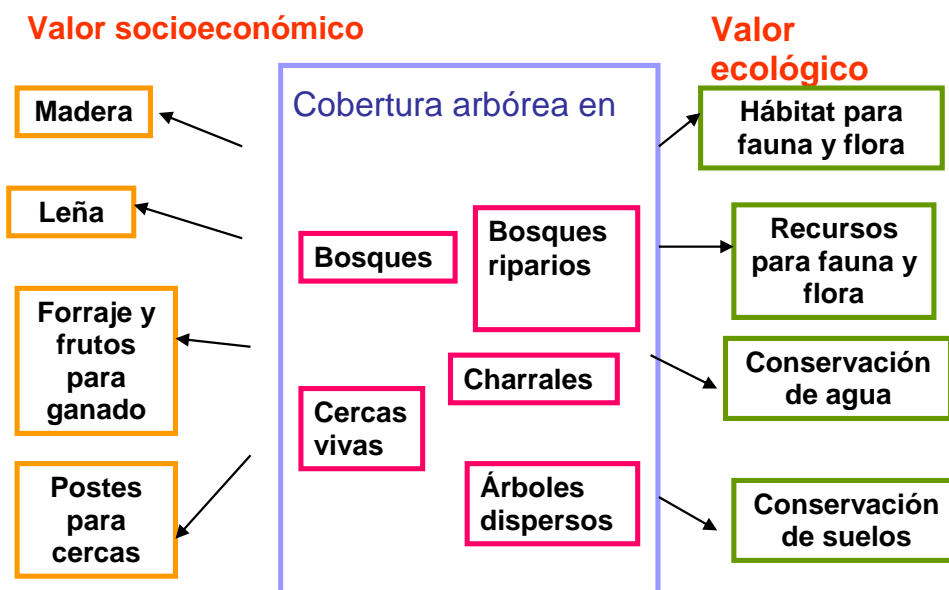 Valor socioeconómico
Madera
Leña
Forraje y
frutos
para
ganado
Postes
para
cercas
Cobertura arbórea en
Bosques
Bosques
riparios
Charrales
Cercas
vivas
Árboles
dispersos
Valor
ecológico
Hábitat para
fauna y flora
Recursos
para fauna y
flora
Conservación
de agua
Conservación
de suelos